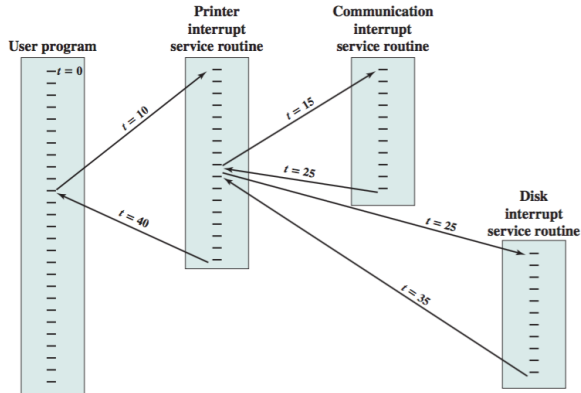 Printer
interrupt
service routine
Communication
interrupt
service routine
User program
t = 0
t = 10
t = 15
t = 25
t = 25
t = 40
t = 35
Disk
interrupt
service routine